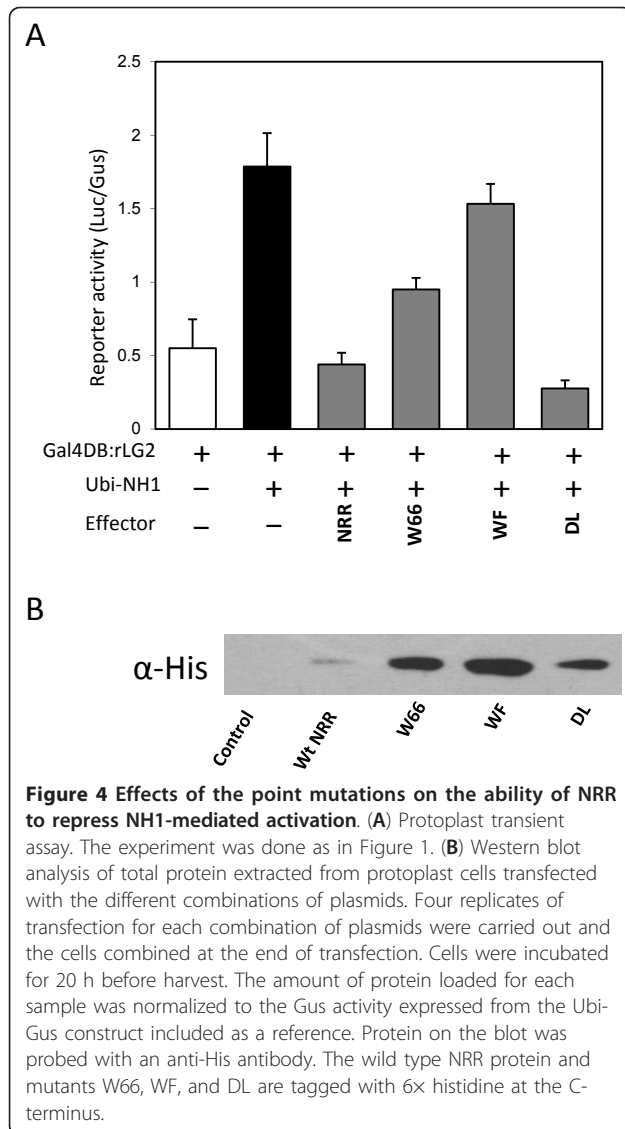 A
2.5
2
1.5
1
0.5
0
Reporter activity (Luc/Gus)
Gal4DB:rLG2 + + + + + +
Ubi-NH1 – + + + + +
Effector – – NRR W66 WF DL
B
α-His
Control Wt NRR W66 WF DL
Figure 4 Effects of the point mutations on the ability of NRR
to repress NH1-mediated activation. (A) Protoplast transient
assay. The experiment was done as in Figure 1. (B) Western blot
analysis of total protein extracted from protoplast cells transfected
with the different combinations of plasmids. Four replicates of
transfection for each combination of plasmids were carried out and
the cells combined at the end of transfection. Cells were incubated
for 20 h before harvest. The amount of protein loaded for each
sample was normalized to the Gus activity expressed from the Ubi-
Gus construct included as a reference. Protein on the blot was
probed with an anti-His antibody. The wild type NRR protein and
mutants W66, WF, and DL are tagged with 6× histidine at the C-
terminus.